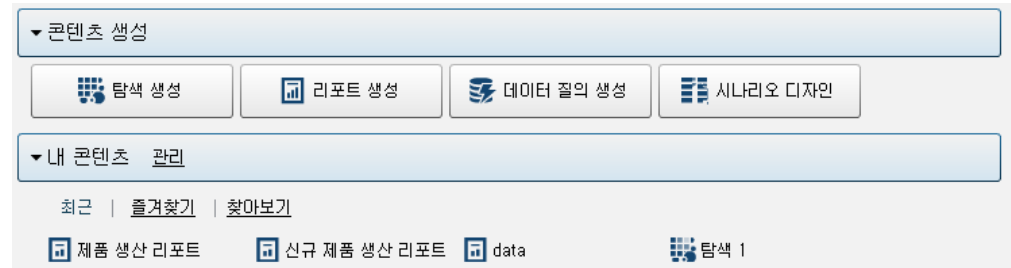 콘텐츠 생성
탐색 생성 리포트 생성 데이터 질의 생성 시나리오 디자인
내 콘텐츠 관리
최근 | 즐겨찾기 | 찾아보기
제품 생산 리포트 신규 제품 생산 리포트 data 탐색 1